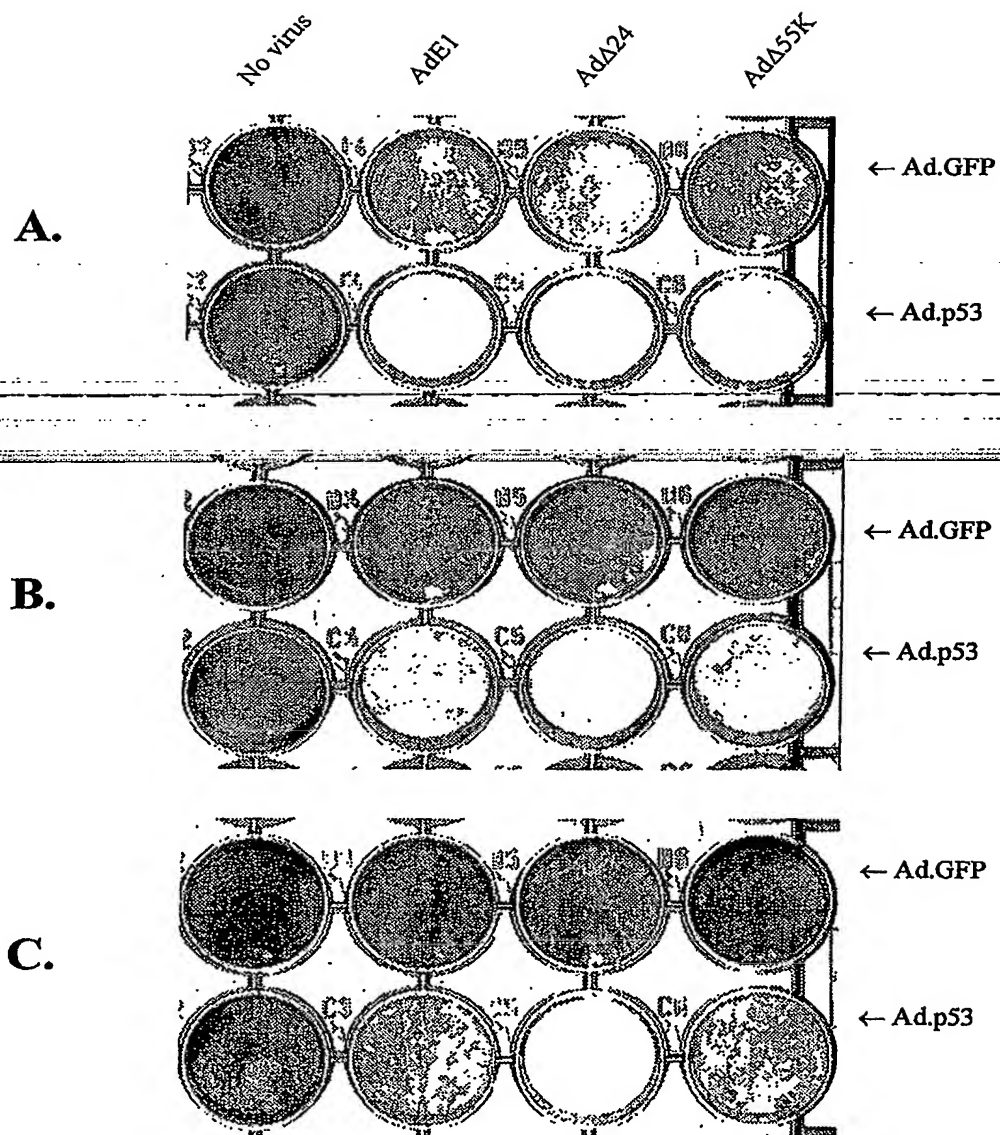 No virus AdE1 AdΔ24 AdΔ55K
← Ad.GFP
A.
← Ad.p53
← Ad.GFP
B.
← Ad.p53
← Ad.GFP
C.
← Ad.p53